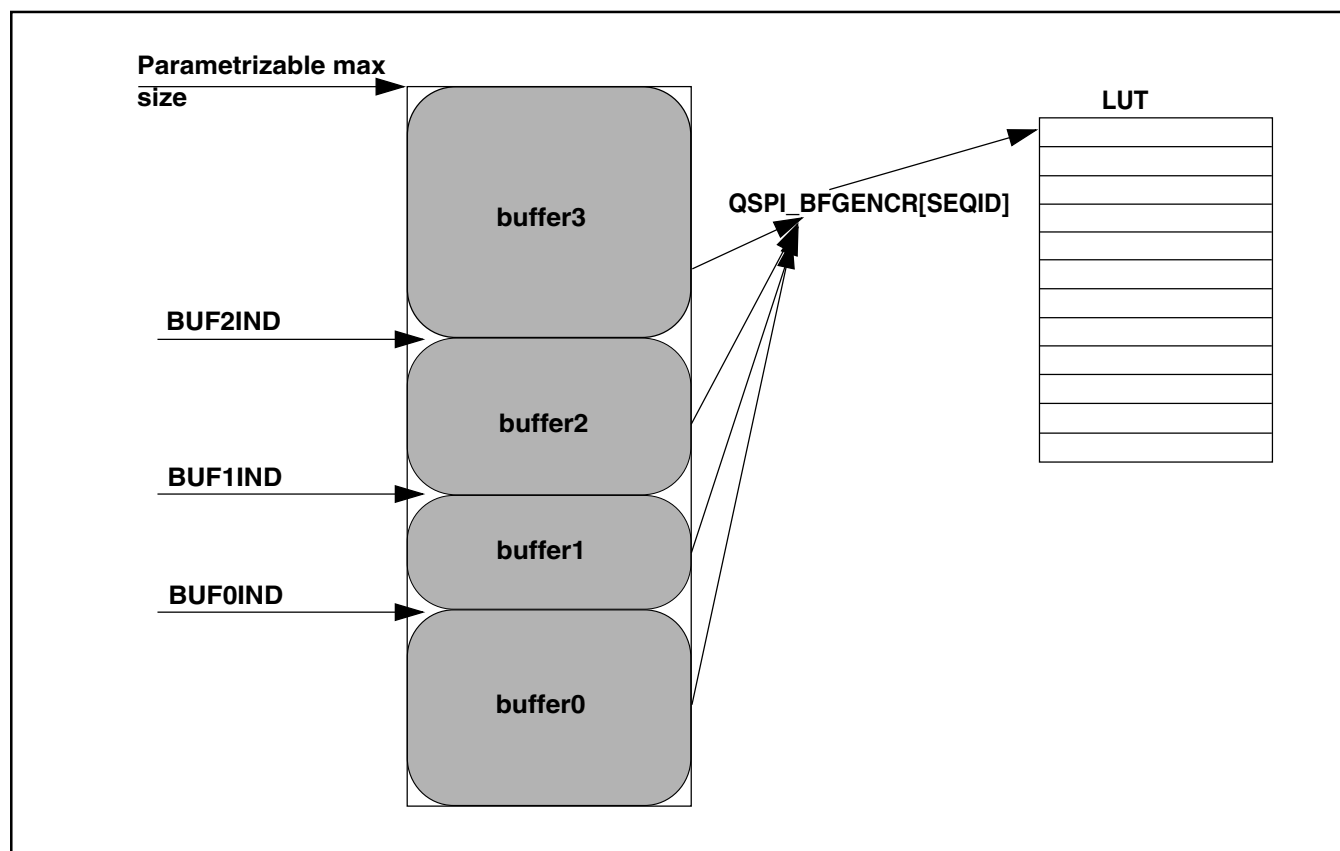 Parametrizable max
size
LUT
QSPI_BFGENCR[SEQID]
buffer3
BUF2IND
buffer2
BUF1IND
buffer1
BUF0IND
buffer0